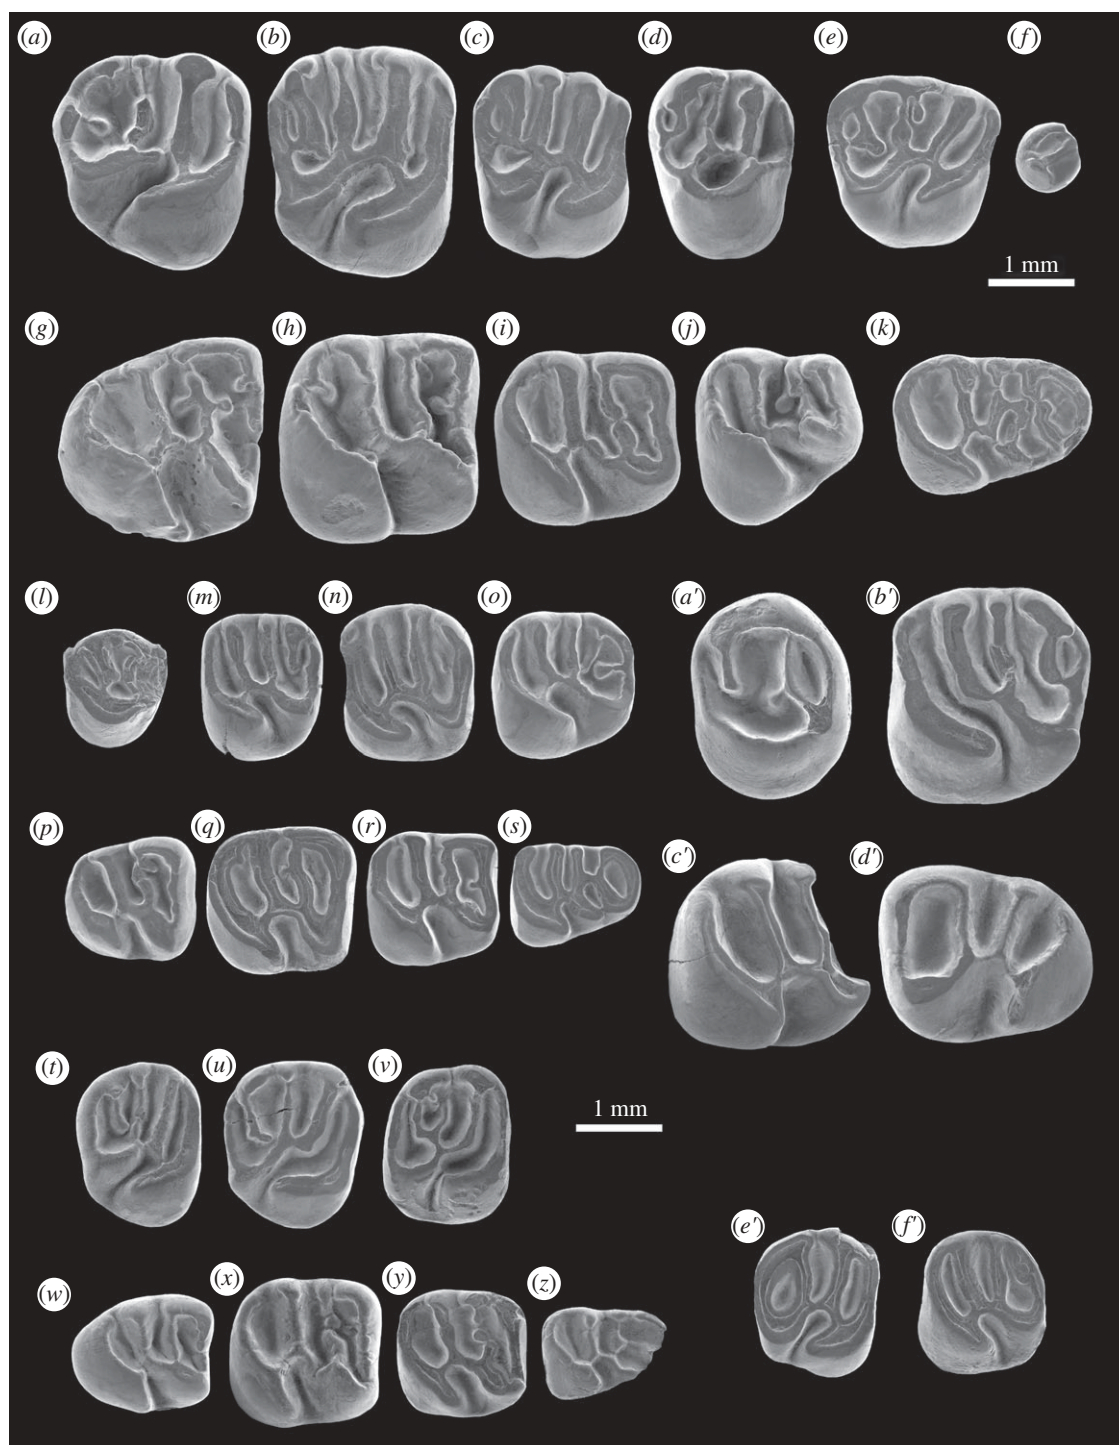 (a) (b) (c) (d) (e) (f)
1 mm
(g) (h) (i) (j) (k)
(l) (m) (n) (o) (a') (b')
(p) (q) (r) (s) (c') (d')
(t) (u) (v)
1 mm
(e') (f')
(w) (x) (y) (z)